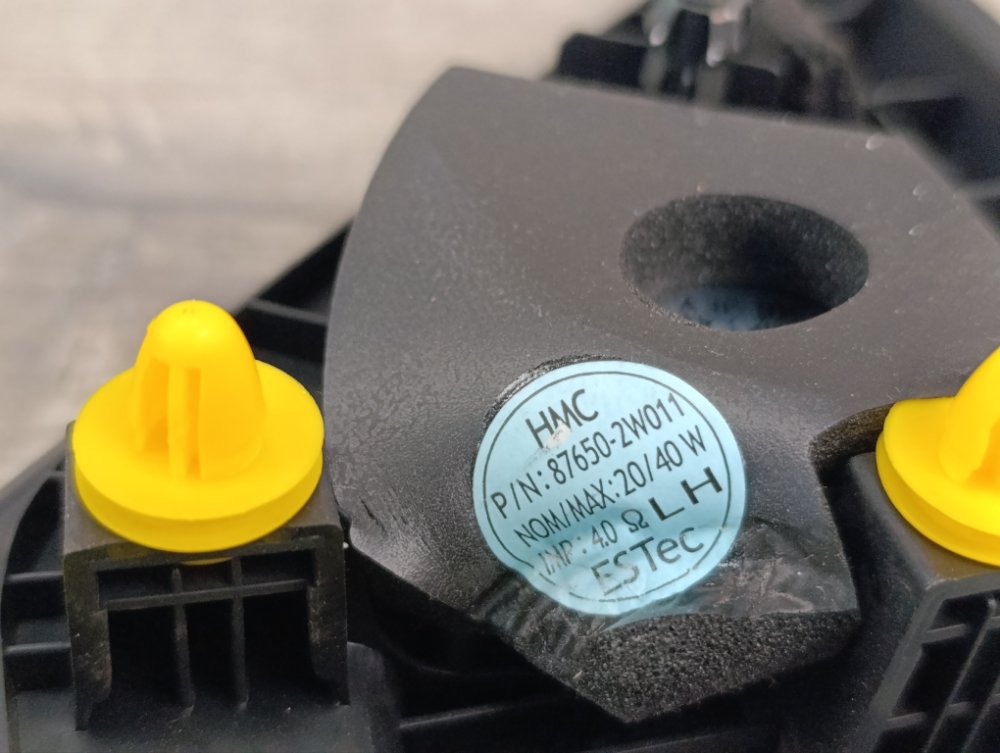 HMC
P/N: 87650-2W011
NOM/MAX: 20/40 W
IMP: 4.0 Ω LH
ESTec